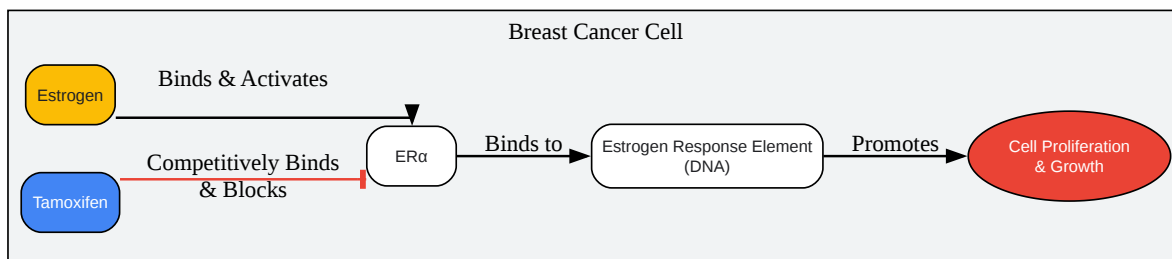 Breast Cancer Cell
Binds & Activates
Estrogen
Competitively Binds
& Blocks
Tamoxifen
ERα
Binds to
Estrogen Response Element
(DNA)
Promotes
Cell Proliferation
& Growth